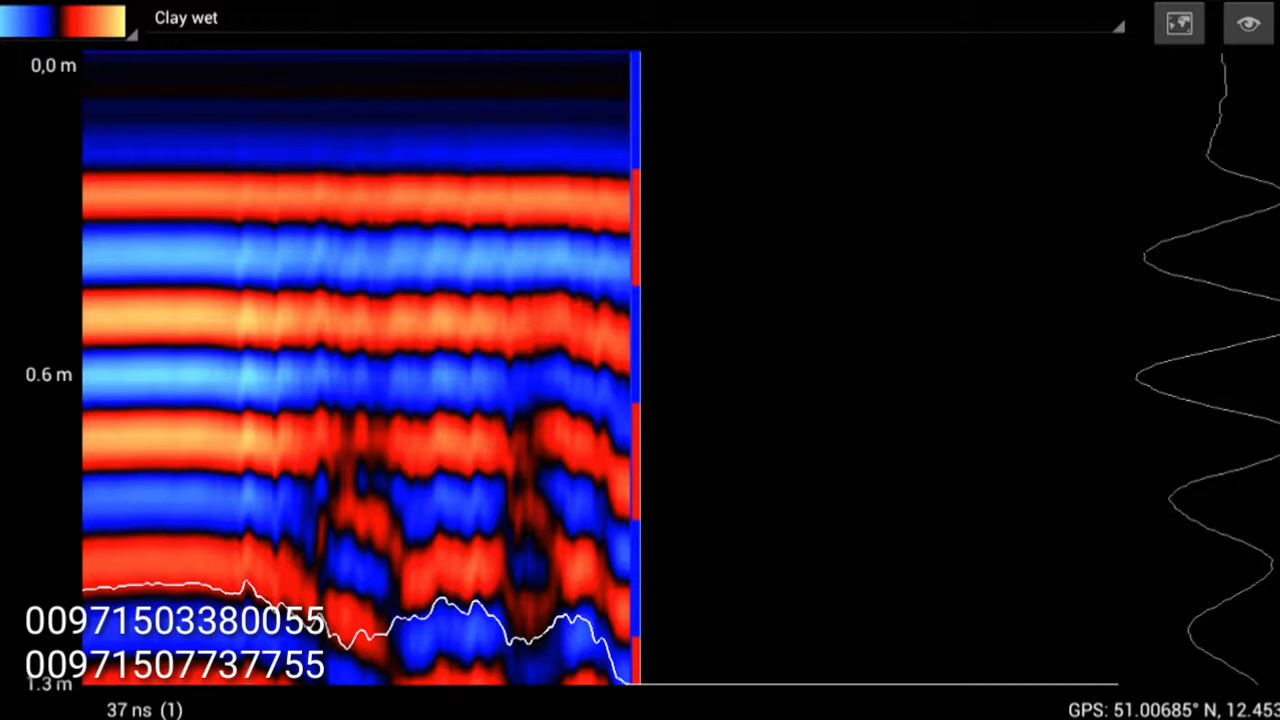 Clay wet
0,0 m
0.6 m
00971503380055
00971507737755
1.3 m
37 ns (1)
GPS: 51.00685° N, 12.453